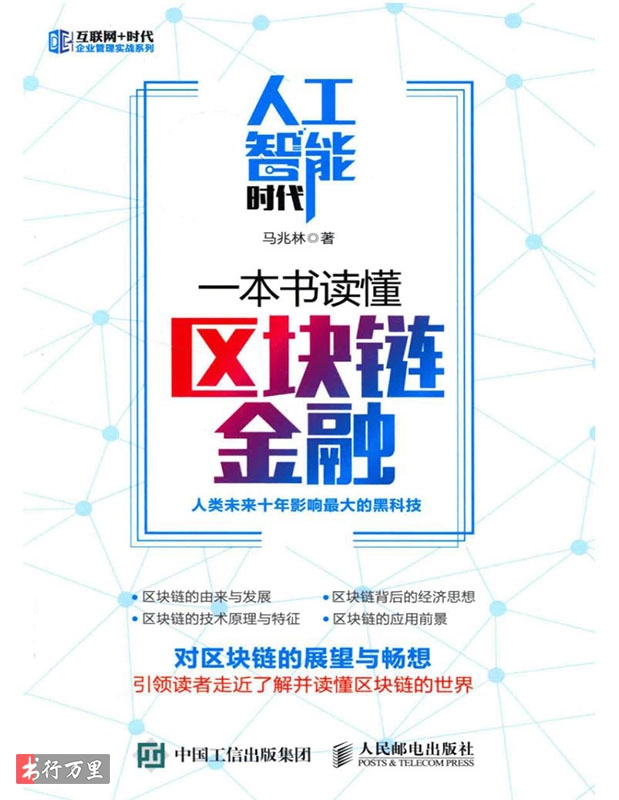 互联网+时代
企业管理实战系列
人工
智能
时代
马兆林◎著
一本书读懂
区块链
金融
人类未来十年影响最大的黑科技
• 区块链的由来与发展 • 区块链背后的经济思想
• 区块链的技术原理与特征 • 区块链的应用前景
对区块链的展望与畅想
引领读者走近了解并读懂区块链的世界
中国工信出版集团 人民邮电出版社
POSTS & TELECOM PRESS
书行万里